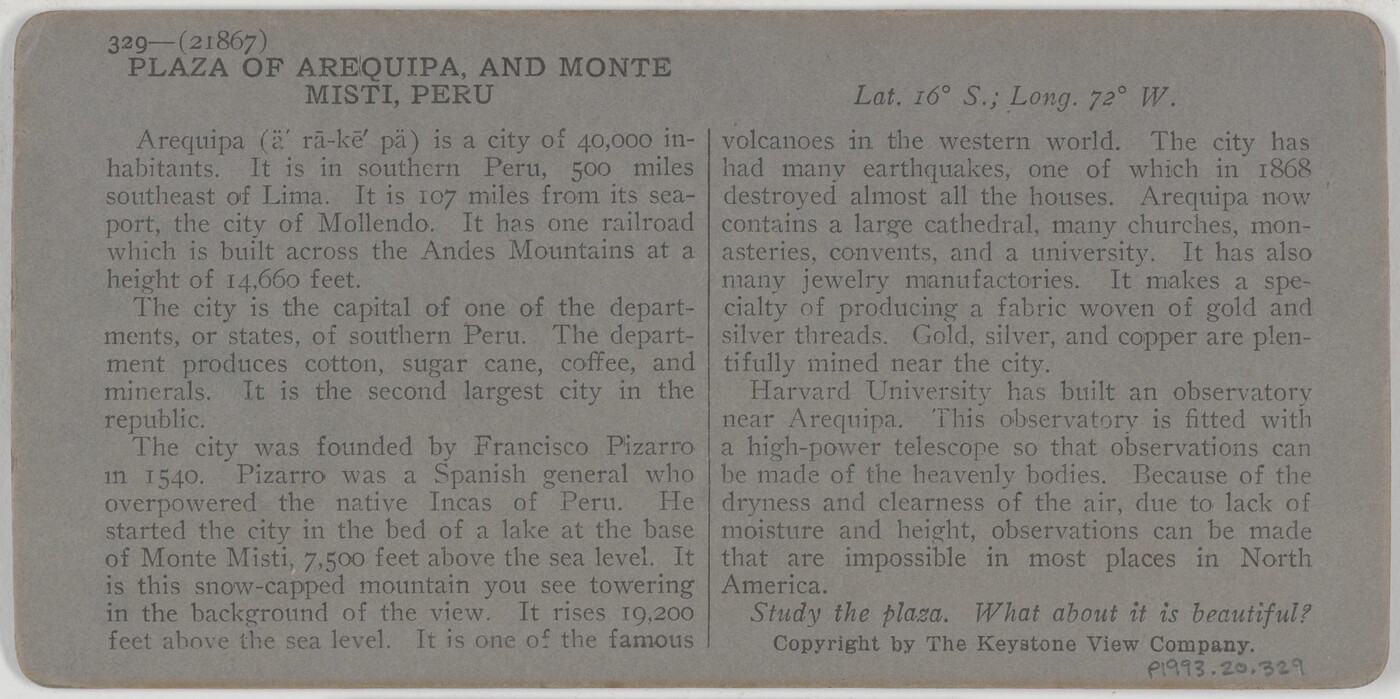 329—(21867)
PLAZA OF AREQUIPA, AND MONTE
MISTI, PERU
Lat. 16° S.; Long. 72° W.
Arequipa (ä′ rā-kē′ pä) is a city of 40,000 in-
habitants. It is in southern Peru, 500 miles
southeast of Lima. It is 107 miles from its sea-
port, the city of Mollendo. It has one railroad
which is built across the Andes Mountains at a
height of 14,660 feet.
The city is the capital of one of the depart-
ments, or states, of southern Peru. The depart-
ment produces cotton, sugar cane, coffee, and
minerals. It is the second largest city in the
republic.
The city was founded by Francisco Pizarro
in 1540. Pizarro was a Spanish general who
overpowered the native Incas of Peru. He
started the city in the bed of a lake at the base
of Monte Misti, 7,500 feet above the sea level. It
is this snow-capped mountain you see towering
in the background of the view. It rises 19,200
feet above the sea level. It is one of the famous
volcanoes in the western world. The city has
had many earthquakes, one of which in 1868
destroyed almost all the houses. Arequipa now
contains a large cathedral, many churches, mon-
asteries, convents, and a university. It has also
many jewelry manufactories. It makes a spe-
cialty of producing a fabric woven of gold and
silver threads. Gold, silver, and copper are plen-
tifully mined near the city.
Harvard University has built an observatory
near Arequipa. This observatory is fitted with
a high-power telescope so that observations can
be made of the heavenly bodies. Because of the
dryness and clearness of the air, due to lack of
moisture and height, observations can be made
that are impossible in most places in North
America.
Study the plaza. What about it is beautiful?
Copyright by The Keystone View Company.
P1993.20.329